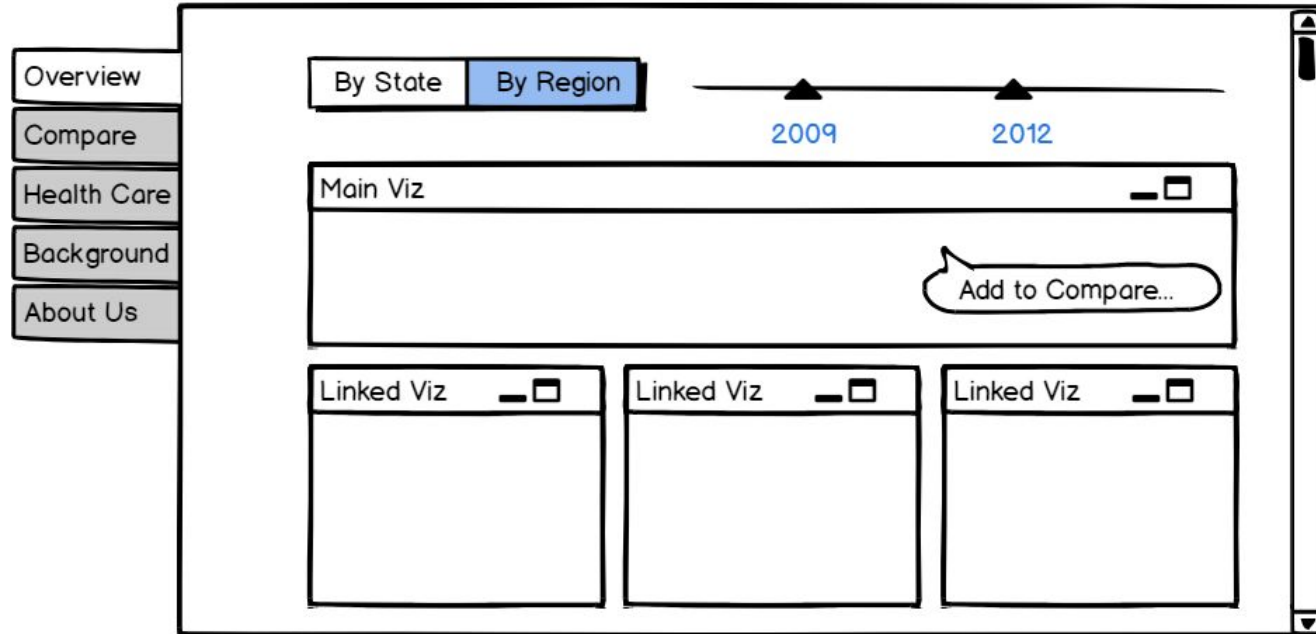 Overview
Compare
Health Care
Background
About Us
By State
By Region
2009
2012
Main Viz
Add to Compare...
Linked Viz
Linked Viz
Linked Viz